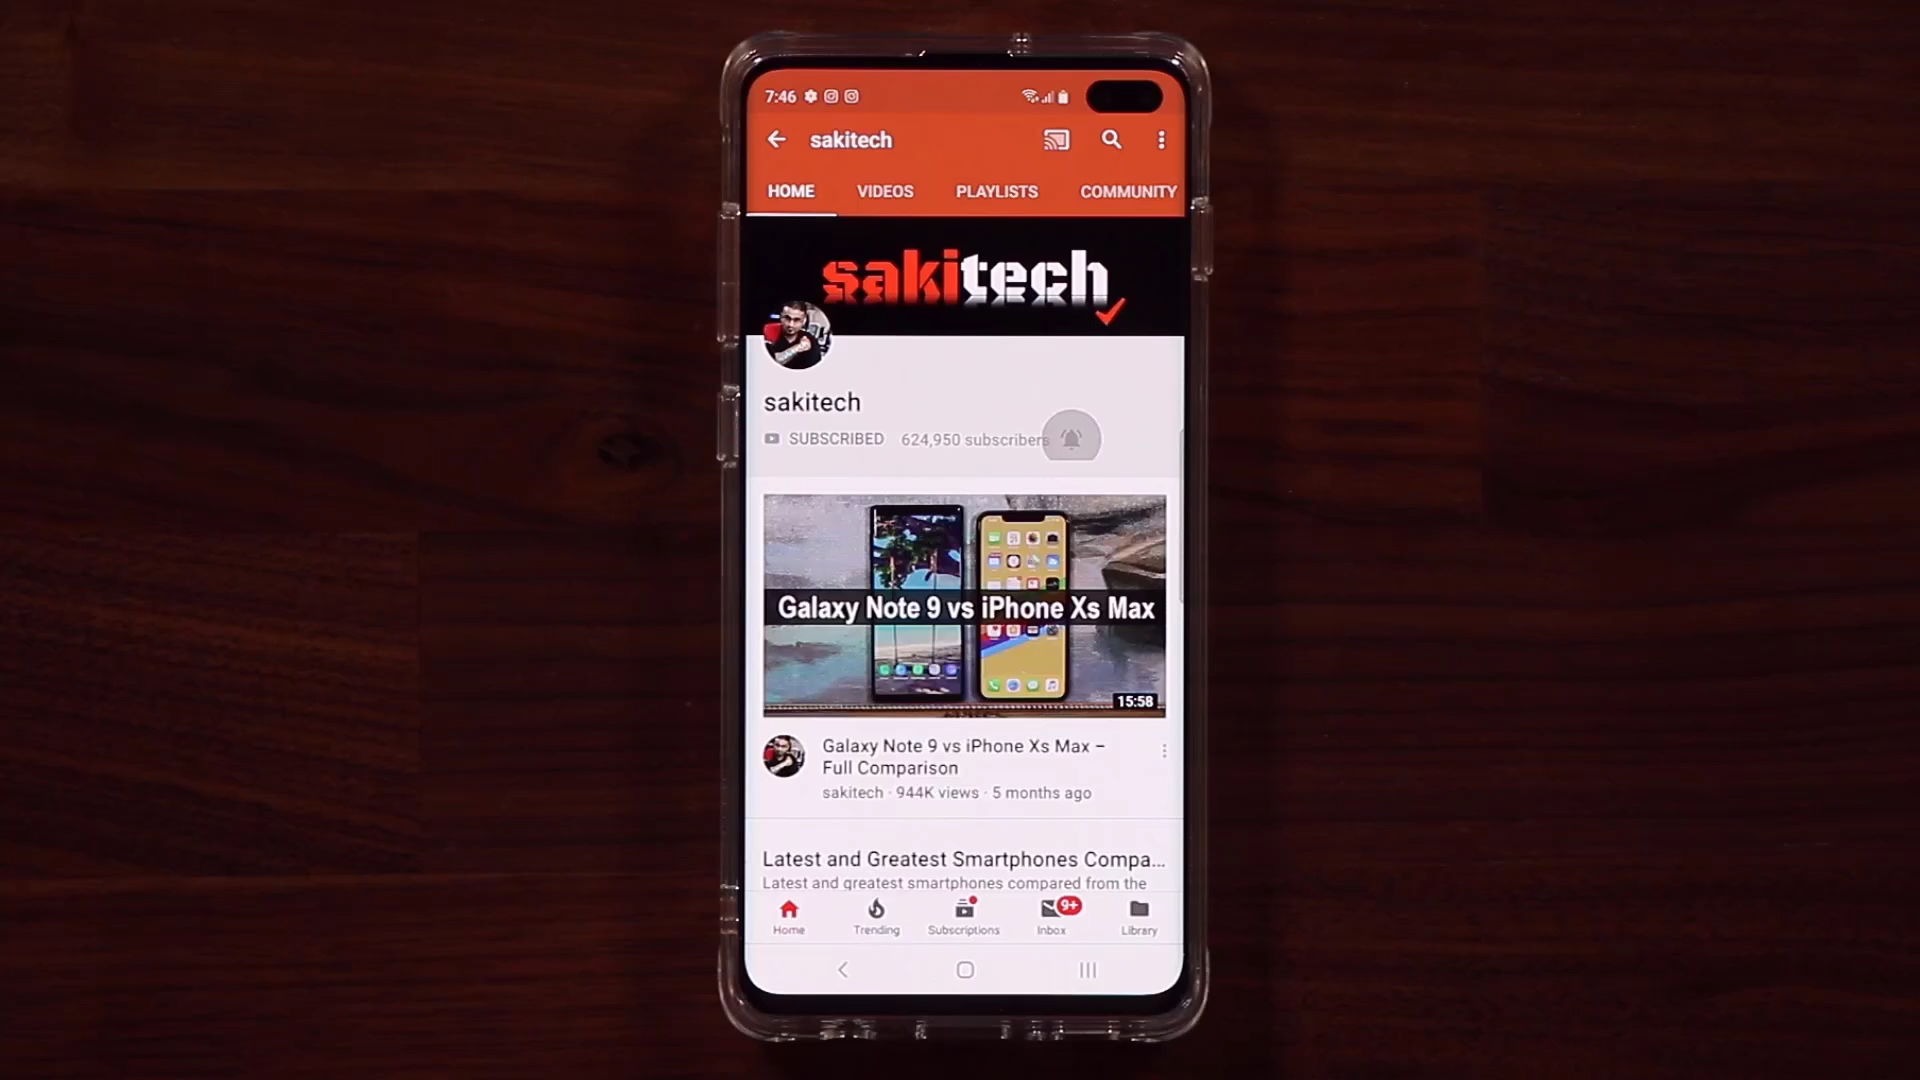 7:46
sakitech
HOME VIDEOS PLAYLISTS COMMUNITY
sakitech
sakitech
SUBSCRIBED 624,950 subscribers
Galaxy Note 9 vs iPhone Xs Max
15:58
Galaxy Note 9 vs iPhone Xs Max –
Full Comparison
sakitech · 944K views · 5 months ago
Latest and Greatest Smartphones Compa...
Latest and greatest smartphones compared from the
9+
Home Trending Subscriptions Inbox Library